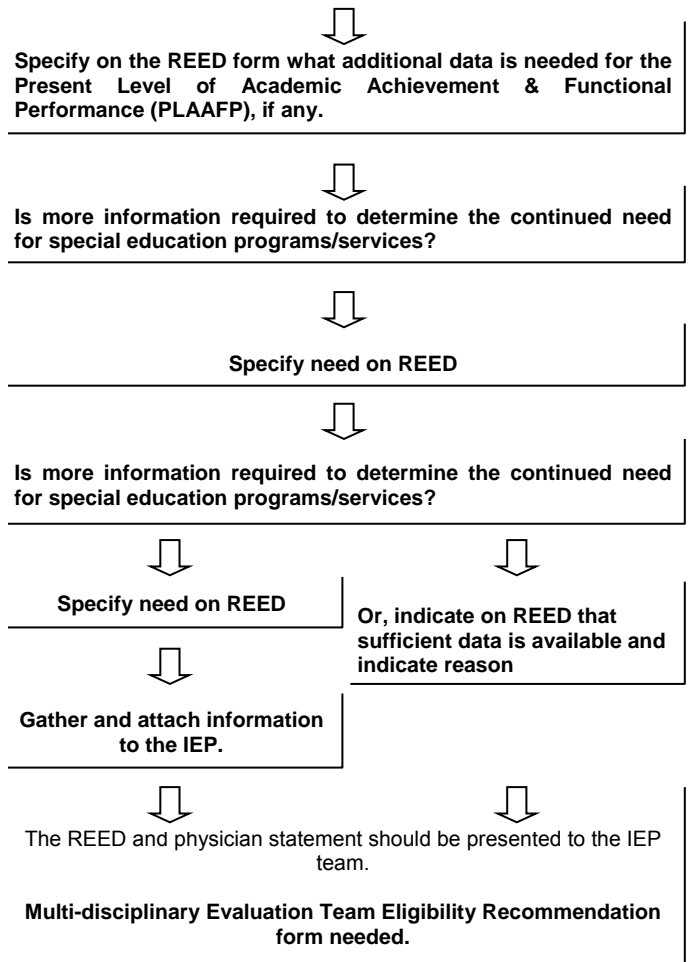 Specify on the REED form what additional data is needed for the
Present Level of Academic Achievement & Functional
Performance (PLAAFP), if any.
Is more information required to determine the continued need
for special education programs/services?
Specify need on REED
Is more information required to determine the continued need
for special education programs/services?
Specify need on REED
Or, indicate on REED that
sufficient data is available and
indicate reason
Gather and attach information
to the IEP.
The REED and physician statement should be presented to the IEP
team.
Multi-disciplinary Evaluation Team Eligibility Recommendation
form needed.